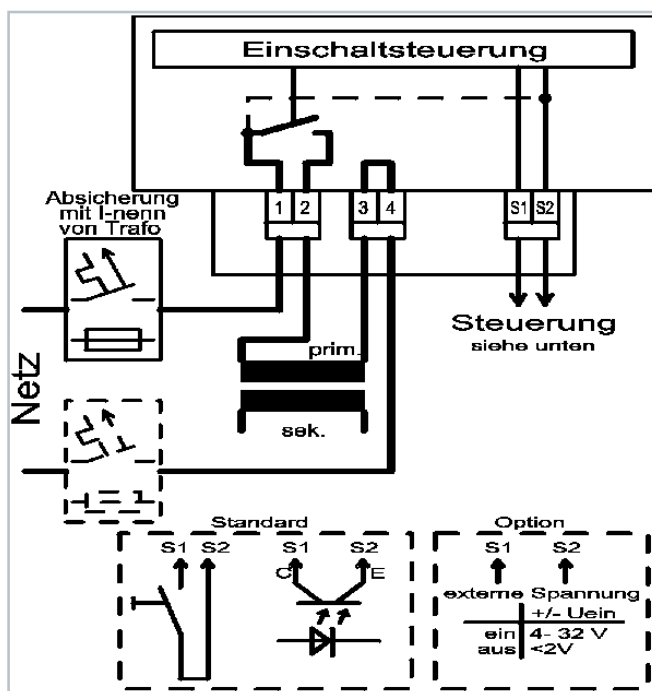 Einschaltsteuerung
Absicherung
mit I-nenn
von Trafo
1 2 3 4 S1 S2
Steuerung
siehe unten
prim.
sek.
Netz
Standard
S1 S2 S1 S2
C E
Option
S1 S2
externe Spannung
+/- Uein
ein 4- 32 V
aus <2V